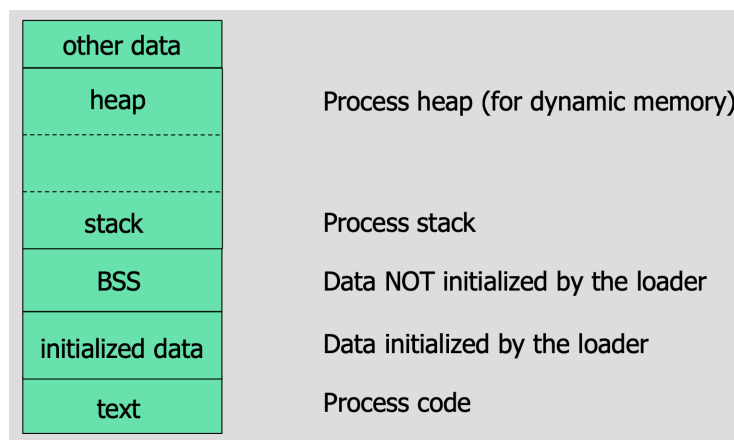 other data
heap Process heap (for dynamic memory)
stack Process stack
BSS Data NOT initialized by the loader
initialized data Data initialized by the loader
text Process code